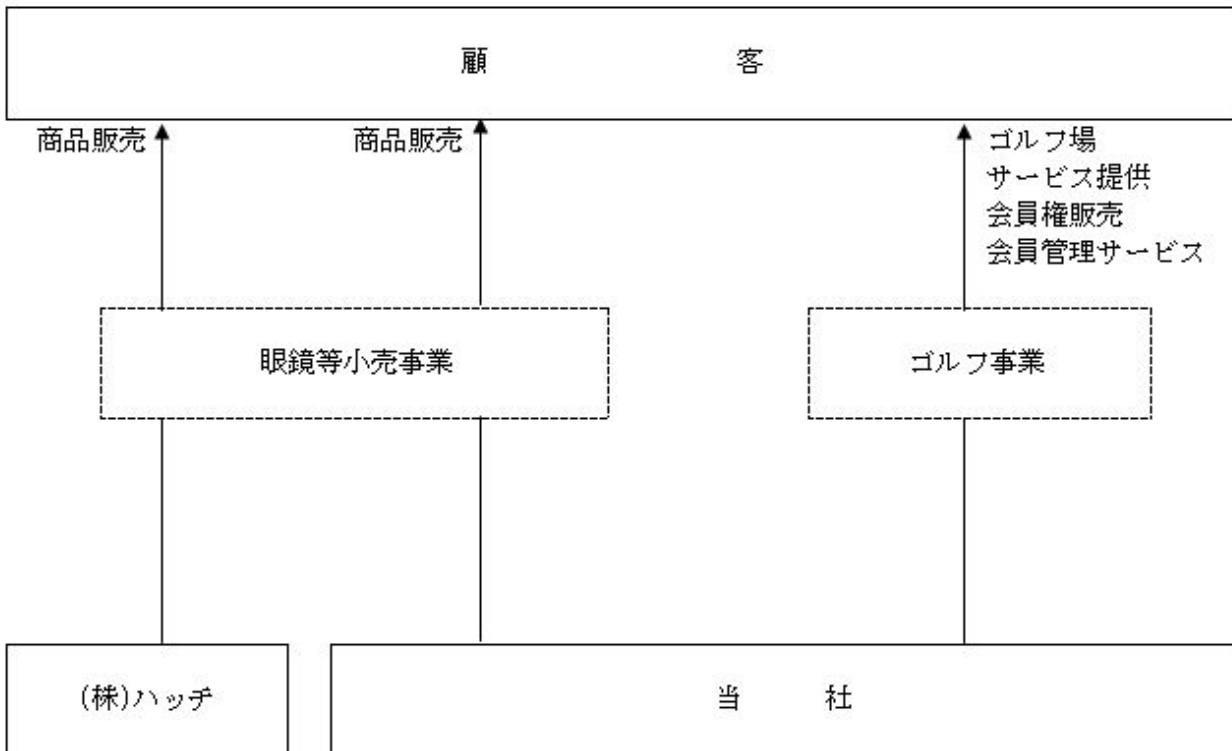 顧　　　客
商品販売
商品販売
ゴルフ場
サービス提供
会員権販売
会員管理サービス
眼鏡等小売事業
ゴルフ事業
(株)ハッチ
当　　社